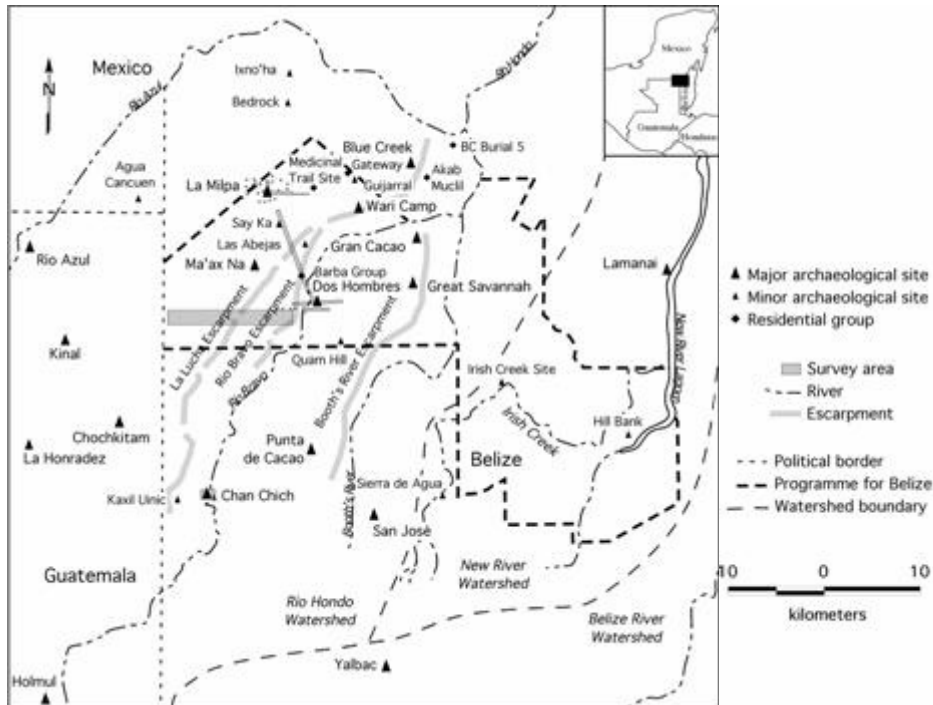 Mexico
N
Rio Azul
Ixno'ha
Bedrock
Rio Hondo
Mexico
Guatemala
Honduras
Agua
Cancuen
La Milpa
Medicinal
Trail Site
Blue Creek
Gateway
Guijarral
BC Burial 5
Akab
Muclil
Wari Camp
Say Ka
Las Abejas
Gran Cacao
Rio Azul
Ma'ax Na
Barba Group
Dos Hombres
Great Savannah
Lamanai
New River Lagoon
Kinal
La Lucha Escarpment
Rio Bravo Escarpment
Rio Bravo
Quam Hill
Booth's River Escarpment
Irish Creek Site
Irish Creek
Hill Bank
Chochkitam
La Honradez
Punta
de Cacao
Belize
Kaxil Uinic
Chan Chich
Booth's River
Sierra de Agua
San Josè
Guatemala
New River
Watershed
Rio Hondo
Watershed
Belize River
Watershed
Yalbac
Holmul
Major archaeological site
Minor archaeological site
Residential group
Survey area
River
Escarpment
Political border
Programme for Belize
Watershed boundary
10 0 10
kilometers